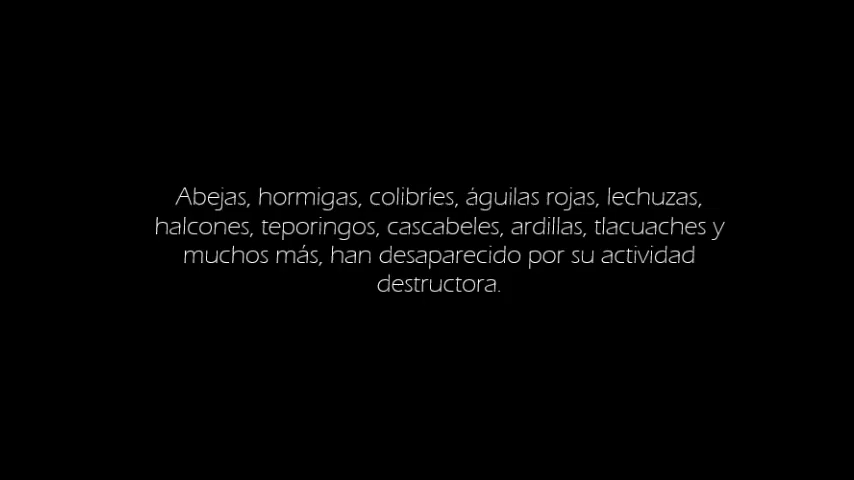 Abejas, hormigas, colibríes, águilas rojas, lechuzas,
halcones, teporingos, cascabeles, ardillas, tlacuaches y
muchos más, han desaparecido por su actividad
destructora.